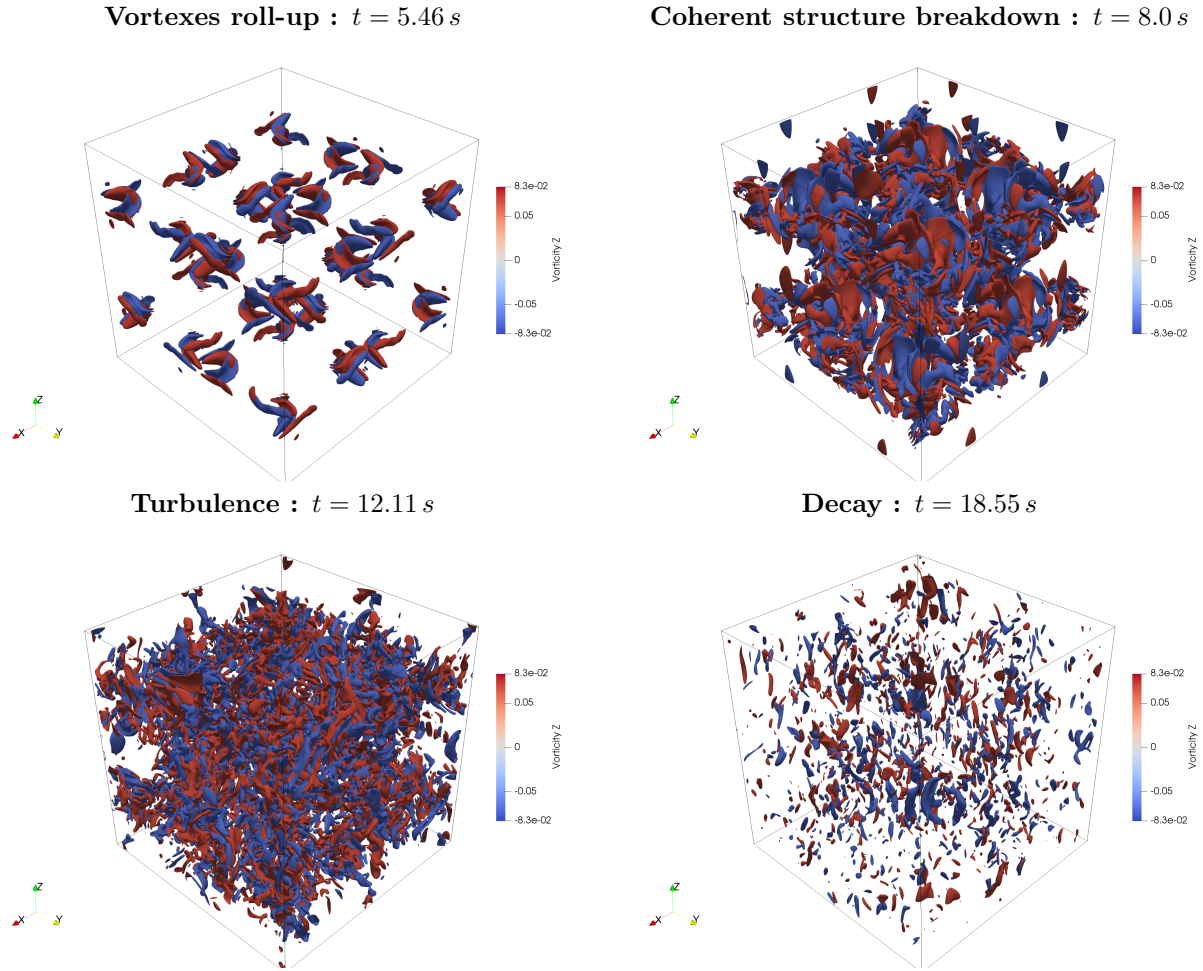 Vortexes roll-up : t = 5.46 s
Coherent structure breakdown : t = 8.0 s
8.3e-02
0.05
0
-0.05
-8.3e-02
Vorticity Z
Z
X
Y
8.3e-02
0.05
0
-0.05
-8.3e-02
Vorticity Z
Z
X
Y
Turbulence : t = 12.11 s
Decay : t = 18.55 s
8.3e-02
0.05
0
-0.05
-8.3e-02
Vorticity Z
Z
X
Y
8.3e-02
0.05
0
-0.05
-8.3e-02
Vorticity Z
Z
X
Y